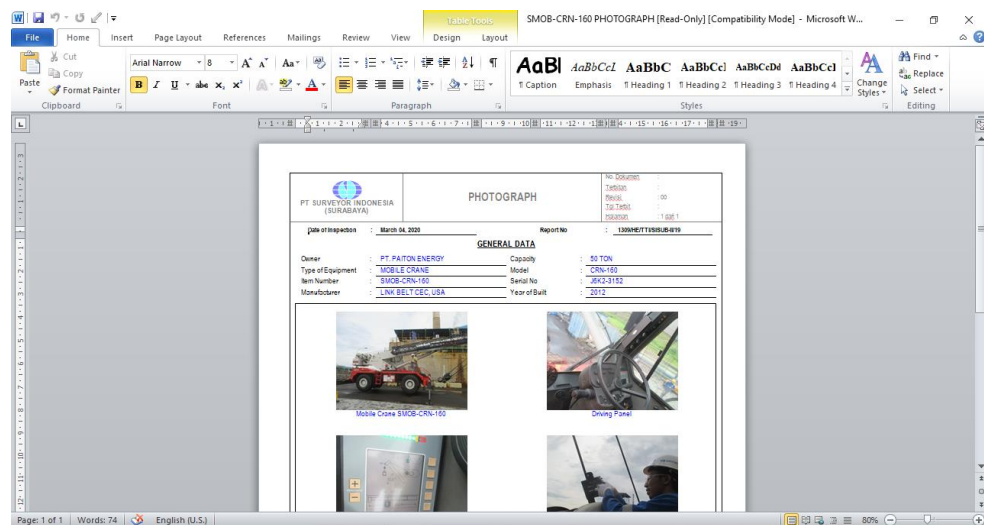 SMOB-CRN-160 PHOTOGRAPH [Read-Only] [Compatibility Mode] - Microsoft W...
Table Tools
File Home Insert Page Layout References Mailings Review View Design Layout
Paste
Cut
Copy
Format Painter
Clipboard
Arial Narrow 8
Font
Paragraph
AaBl AaBbCcL AaBbC AaBbCcI AaBbCcDd AaBbCcI
¶ Caption Emphasis ¶ Heading 1 ¶ Heading 2 ¶ Heading 3 ¶ Heading 4
Change Styles
Styles
Find
Replace
Select
Editing
PT SURVEYOR INDONESIA
(SURABAYA)
PHOTOGRAPH
No. Dokumen :
Terbitan :
Revisi : 00
Tgl Terbit :
Halaman : 1 dari 1
Date of Inspection : March 04, 2020 Report No : 1309/HE/TTI/SISUB-II/19
GENERAL DATA
Owner : PT. PAITON ENERGY Capacity : 50 TON
Type of Equipment : MOBILE CRANE Model : CRN-160
Item Number : SMOB-CRN-160 Serial No : J6K2-3152
Manufacturer : LINK BELT CEC, USA Year of Built : 2012
Mobile Crane SMOB-CRN-160 Driving Panel
Page: 1 of 1 Words: 74 English (U.S.) 80%